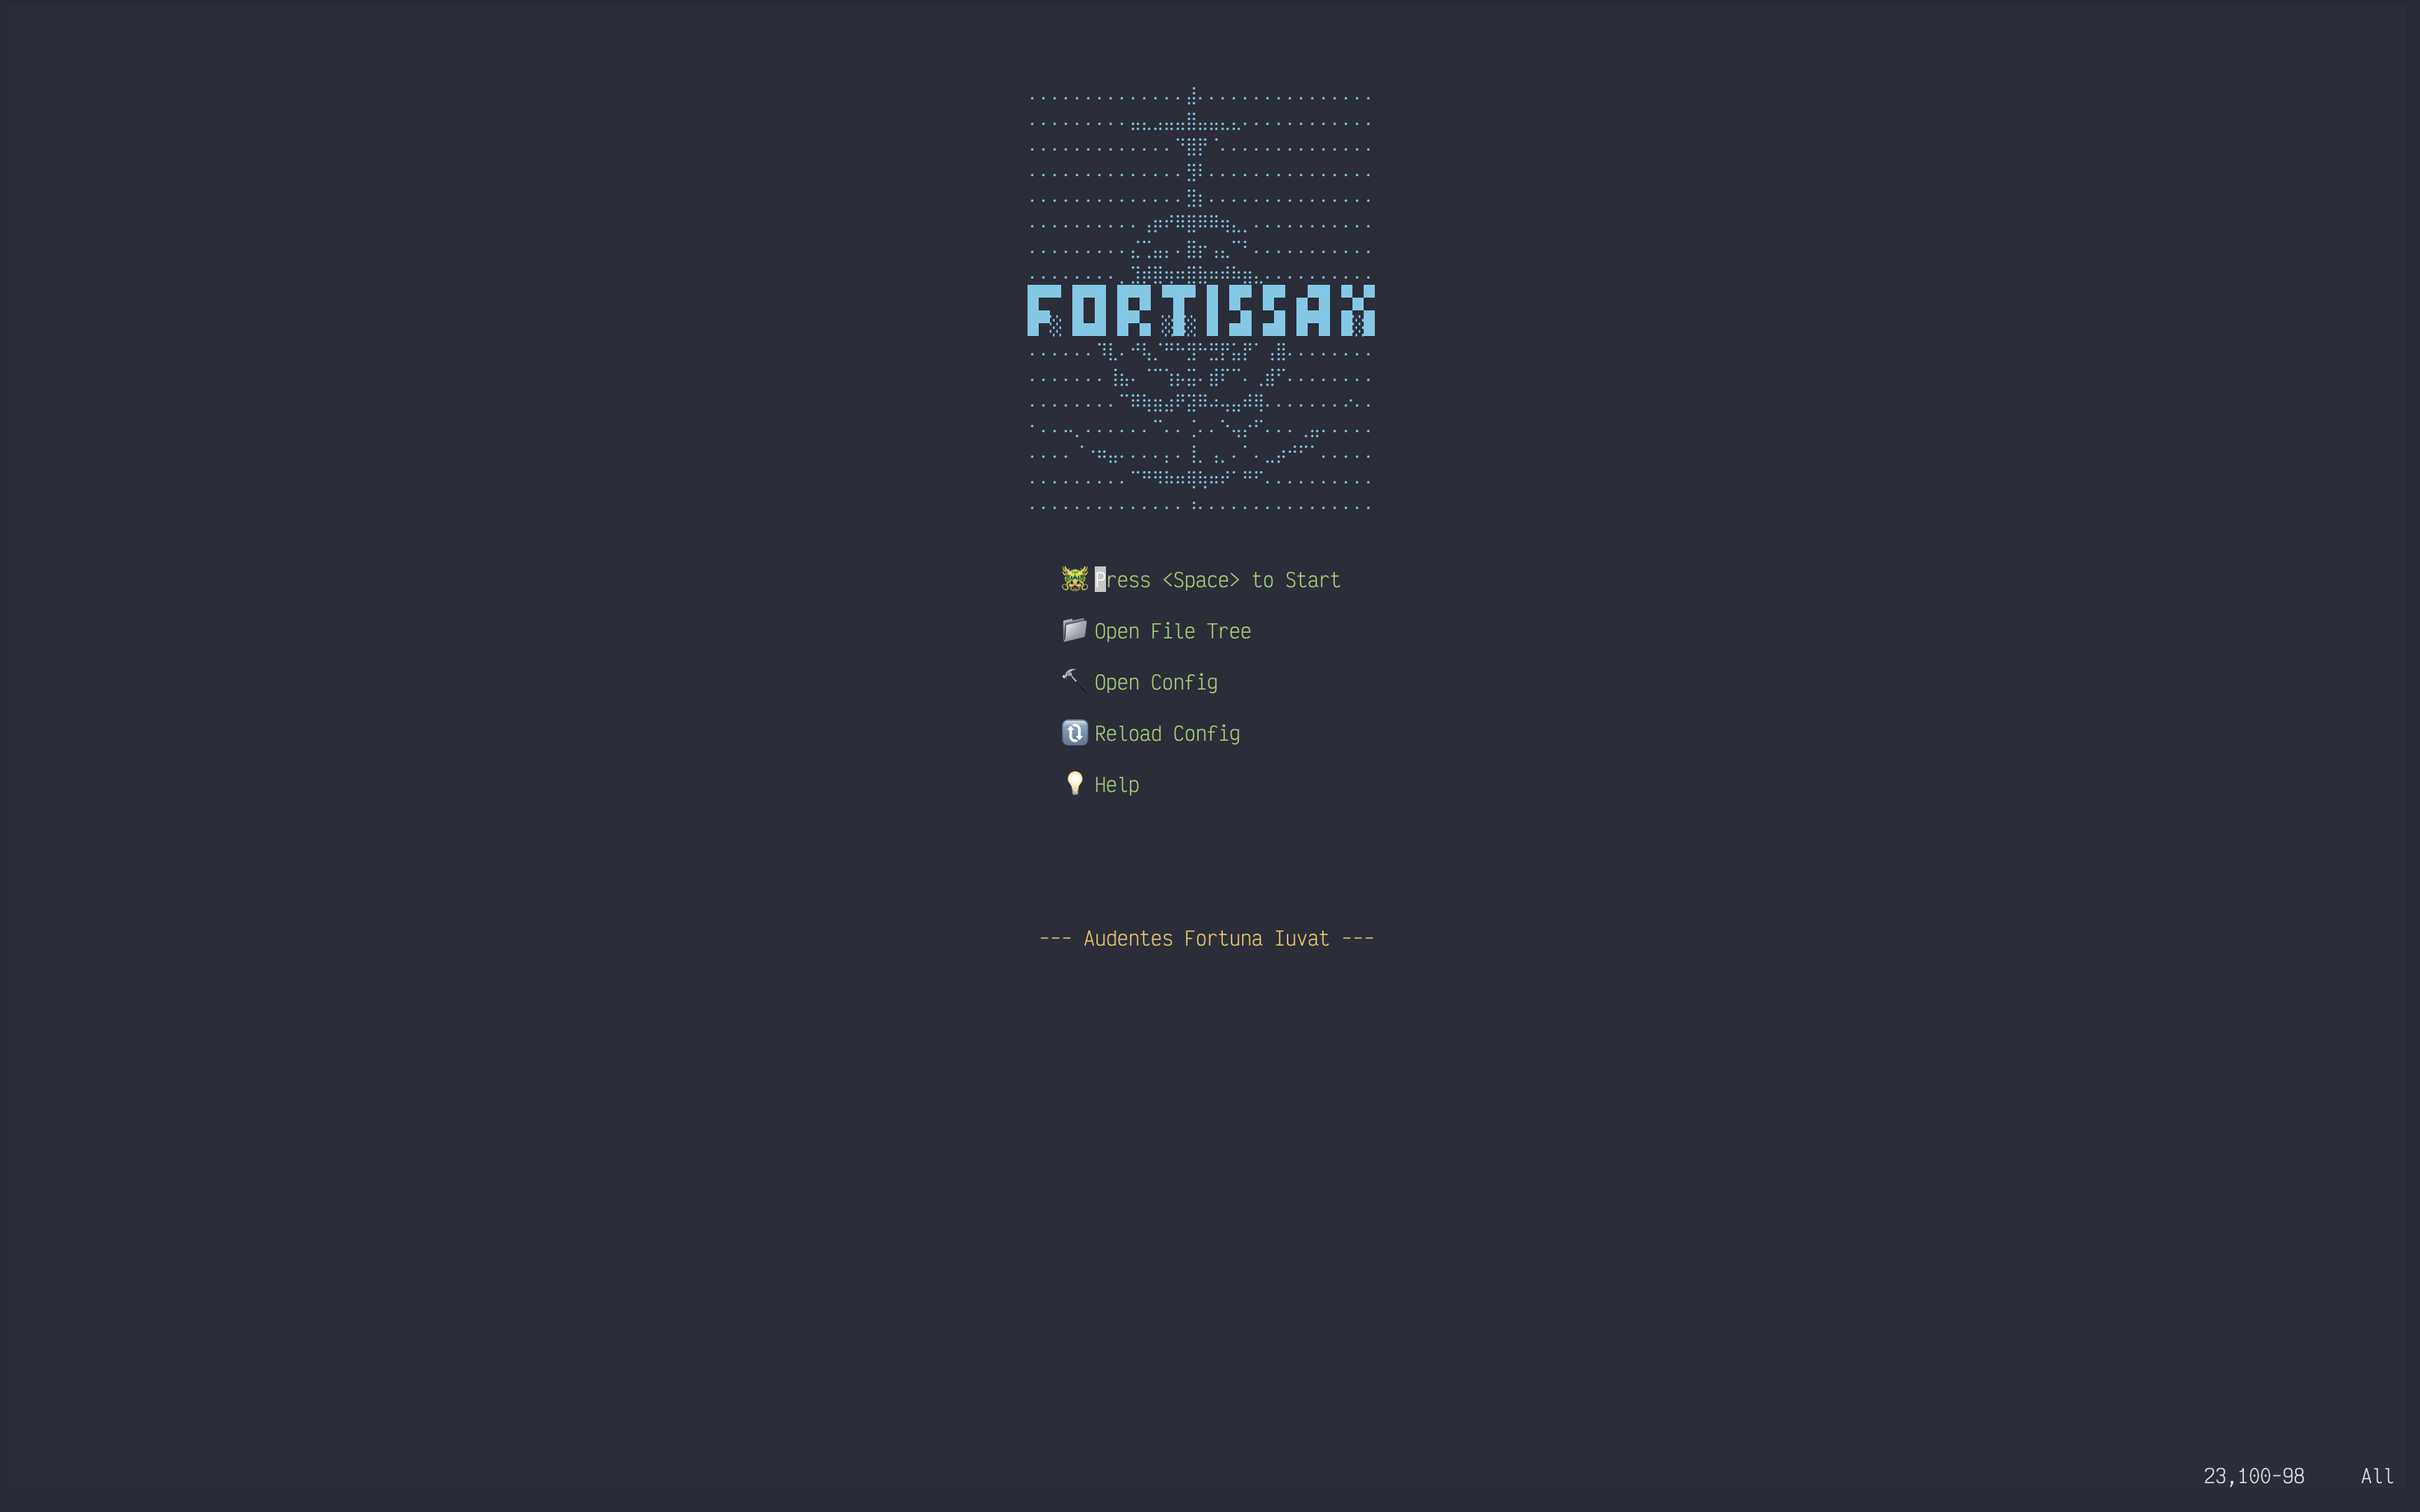 FORTISSAX
Press <Space> to Start
Open File Tree
Open Config
Reload Config
Help
--- Audentes Fortuna Iuvat ---
23,100-98 All